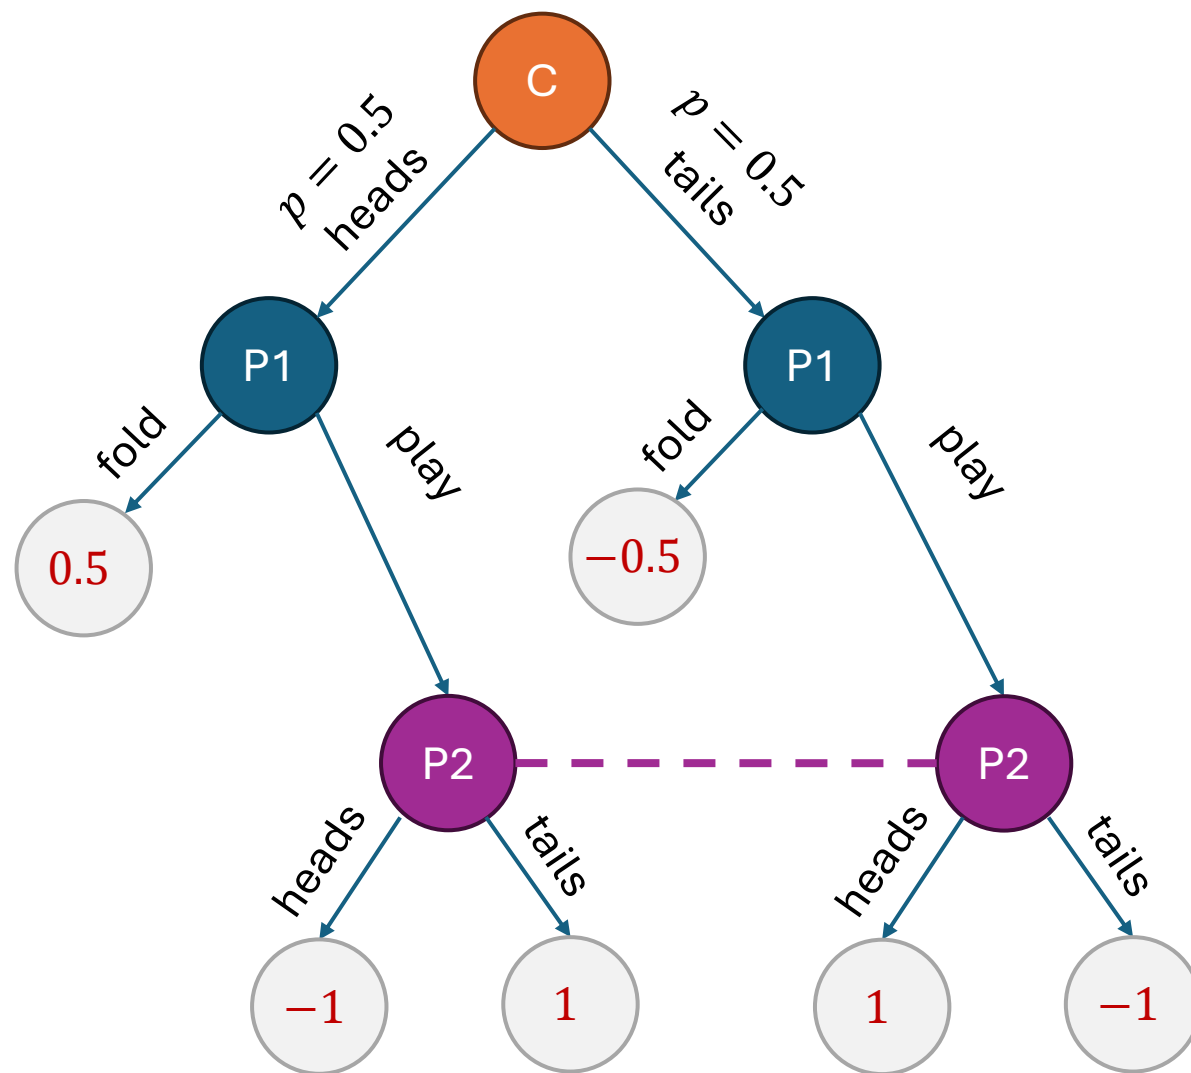 C
p = 0.5
heads
p = 0.5
tails
P1
P1
fold
play
fold
play
0.5
−0.5
P2
P2
heads
tails
heads
tails
−1
1
1
−1